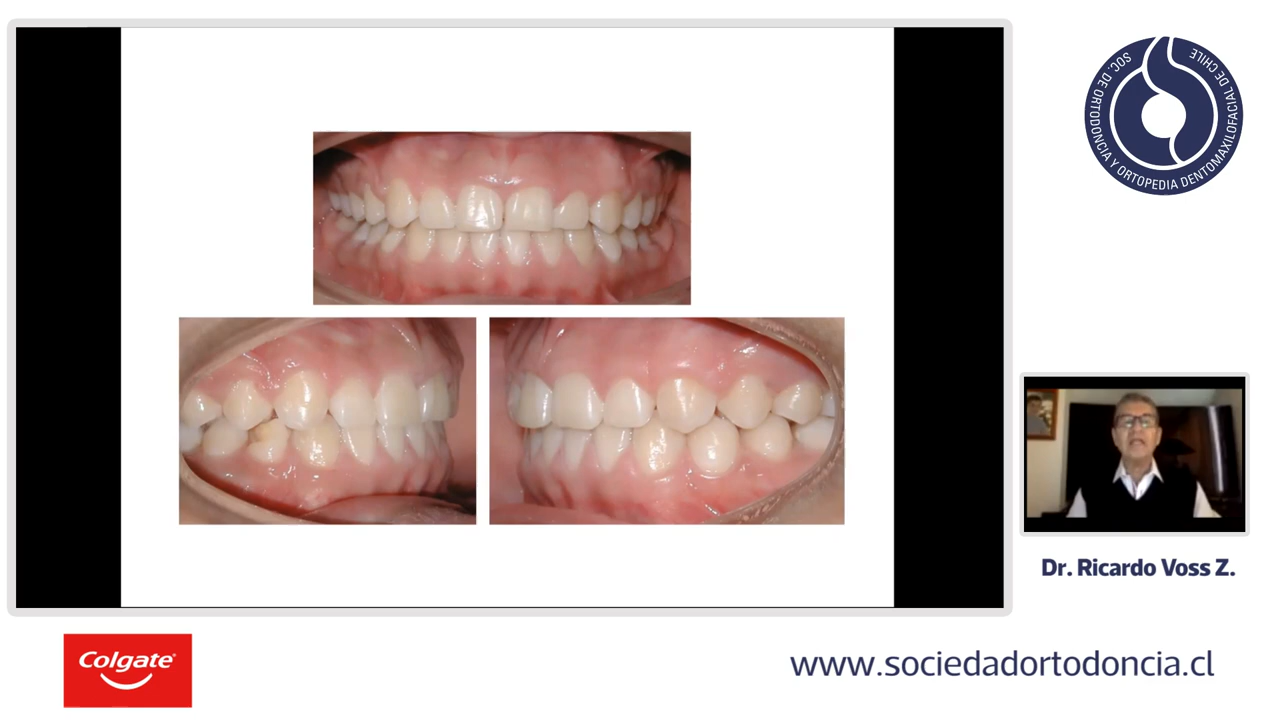 SOC. DE ORTODONCIA Y ORTOPEDIA DENTOMAXILOFACIAL DE CHILE
Dr. Ricardo Voss Z.
Colgate®
www.sociedadortodoncia.cl